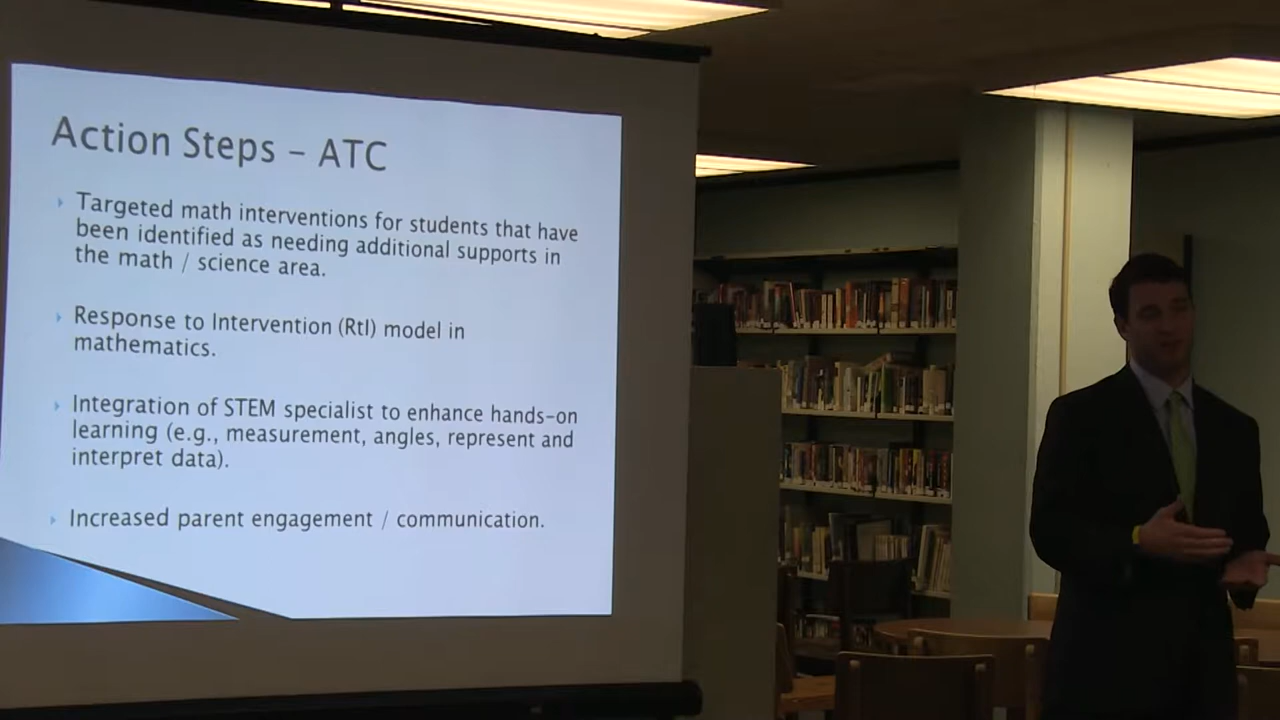 Action Steps – ATC
Targeted math interventions for students that have
been identified as needing additional supports in
the math / science area.
Response to Intervention (RtI) model in
mathematics.
Integration of STEM specialist to enhance hands-on
learning (e.g., measurement, angles, represent and
interpret data).
Increased parent engagement / communication.